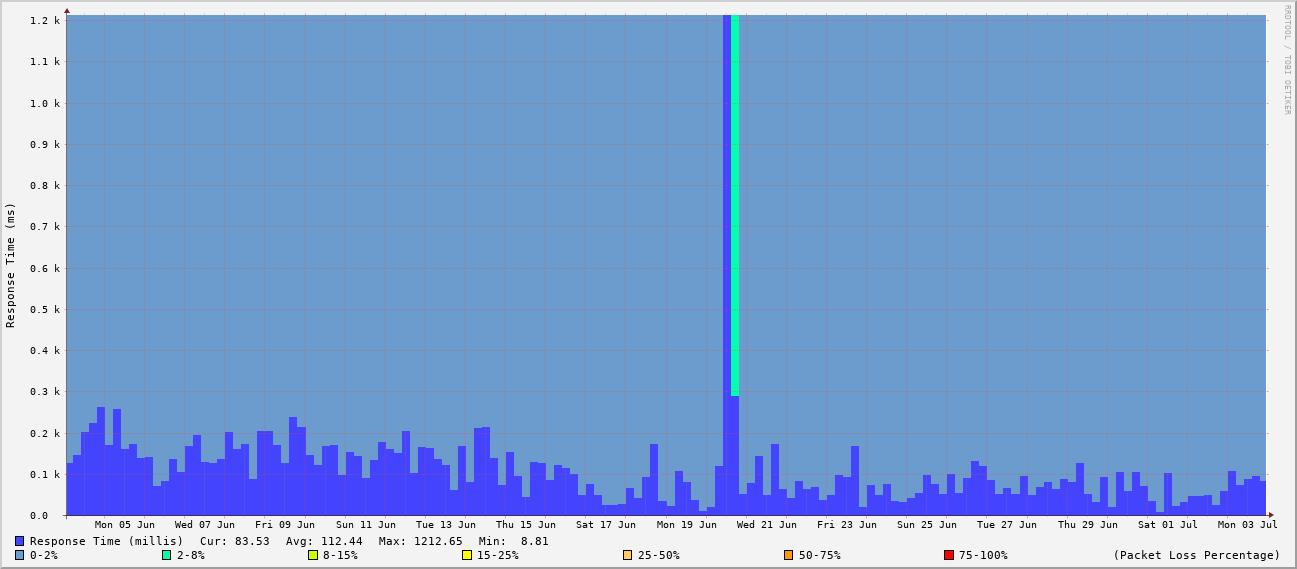 1.2 k
1.1 k
1.0 k
0.9 k
0.8 k
0.7 k
0.6 k
0.5 k
0.4 k
0.3 k
0.2 k
0.1 k
0.0
Response Time (ms)
RRDTOOL / TOBI OETIKER
Mon 05 Jun Wed 07 Jun Fri 09 Jun Sun 11 Jun Tue 13 Jun Thu 15 Jun Sat 17 Jun Mon 19 Jun Wed 21 Jun Fri 23 Jun Sun 25 Jun Tue 27 Jun Thu 29 Jun Sat 01 Jul Mon 03 Jul
Response Time (millis) Cur: 83.53 Avg: 112.44 Max: 1212.65 Min: 8.81
0-2% 2-8% 8-15% 15-25% 25-50% 50-75% 75-100% (Packet Loss Percentage)